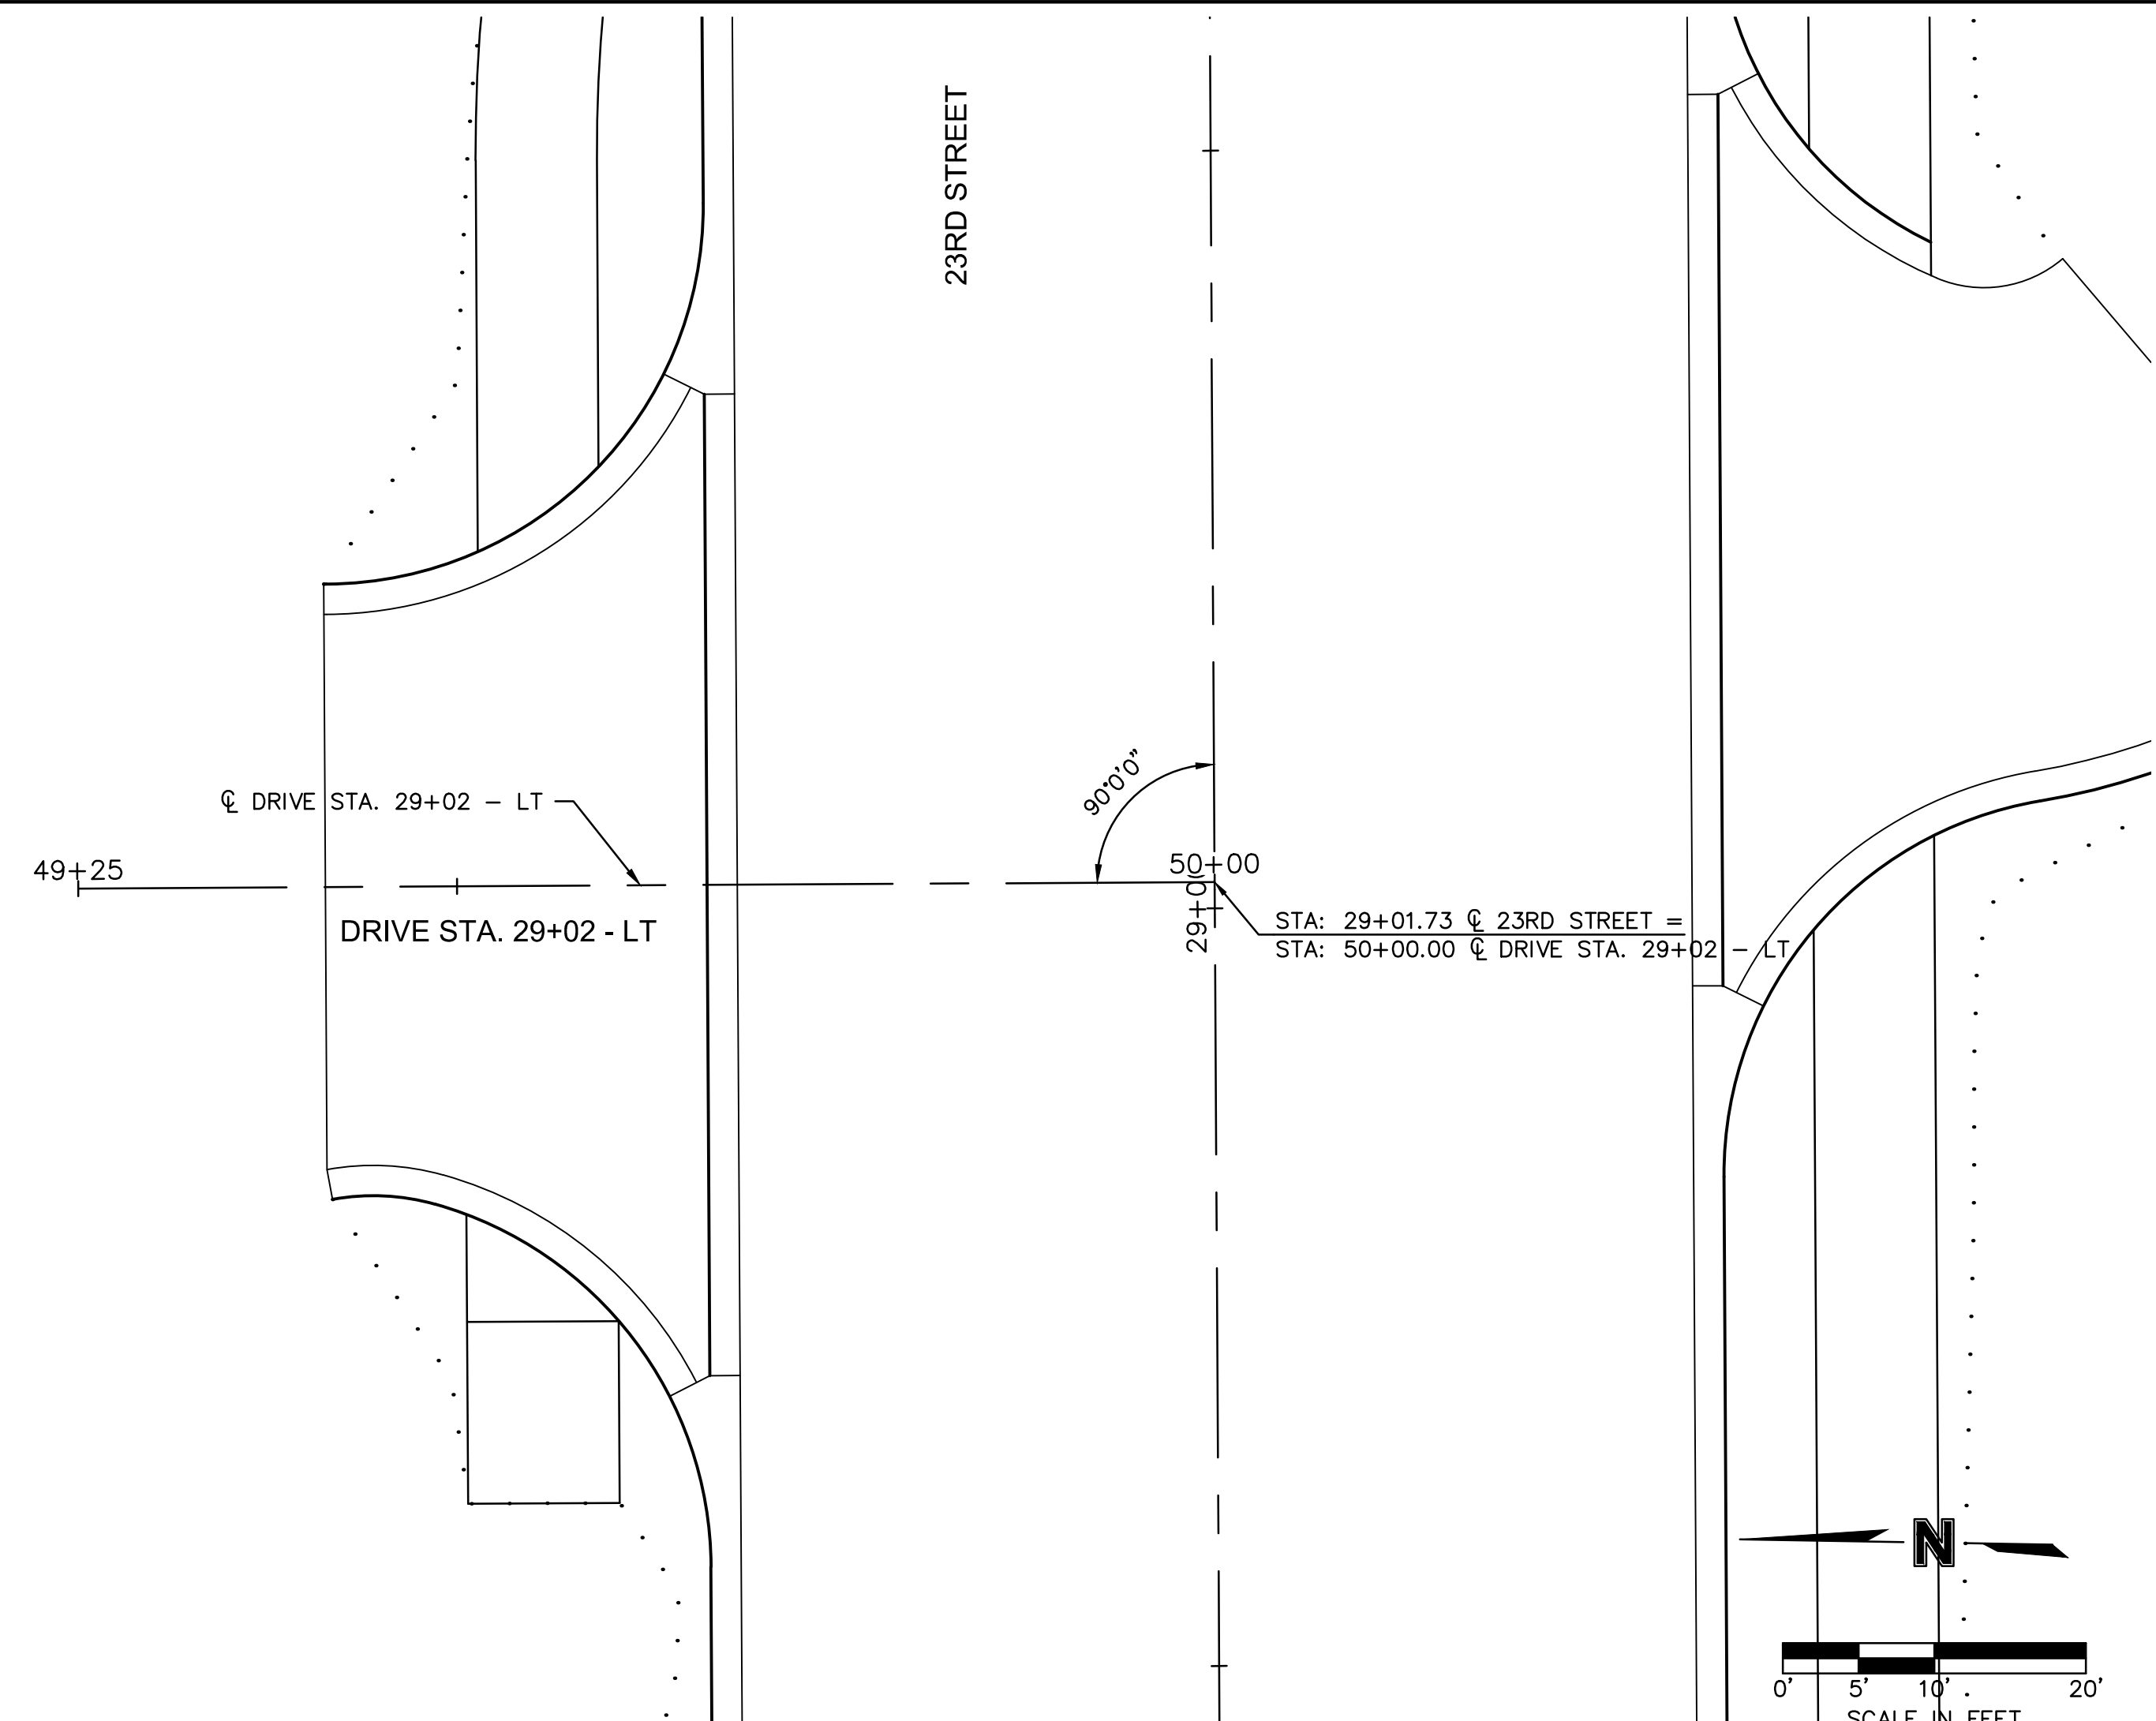 23RD STREET
90°0'0"
℄ DRIVE STA. 29+02 – LT
49+25
50+00
29+00
DRIVE STA. 29+02 - LT
STA: 29+01.73 ℄ 23RD STREET =
STA: 50+00.00 ℄ DRIVE STA. 29+02 – LT
N
0' 5' 10' 20'
SCALE IN FEET